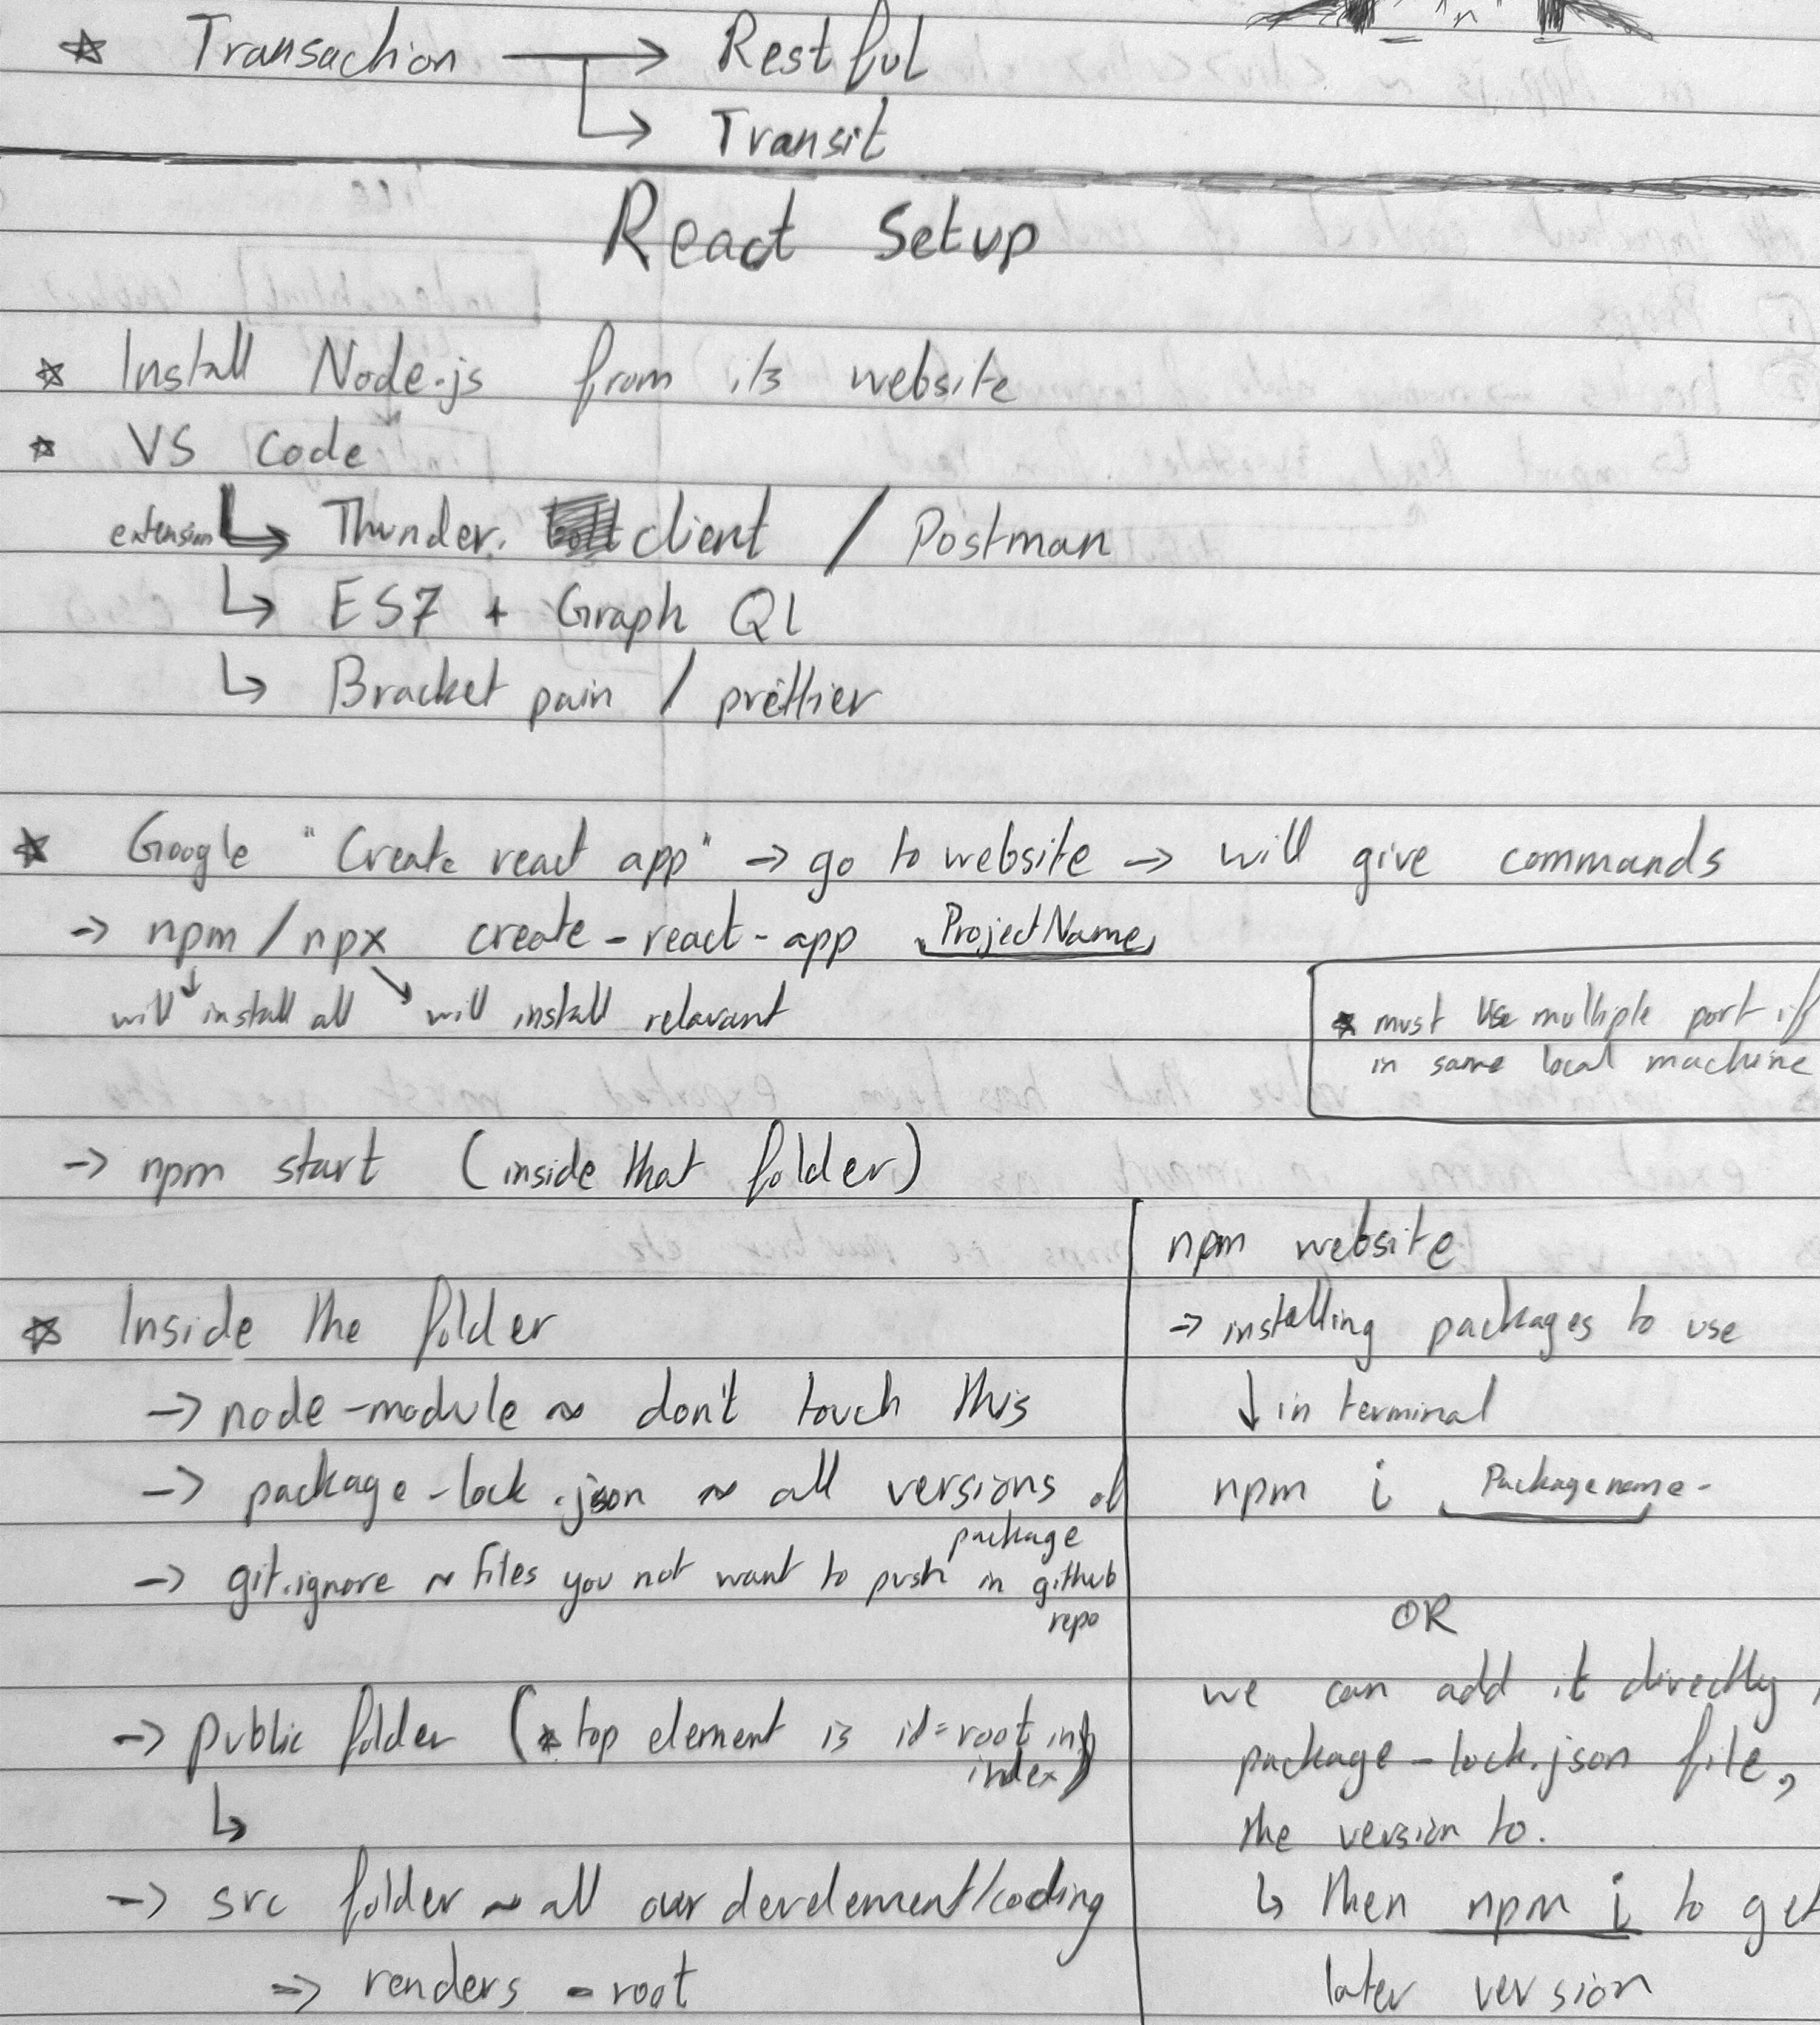 ☆ Transaction → Restful
↳ Transit
React Setup
☆ Install Node.js from its website
☆ VS Code
extension ↳ Thunder. client / Postman
↳ ES7 + Graph Ql
↳ Bracket pain / prettier
☆ Google "Create react app" → go to website → will give commands
→ npm / npx create-react-app ProjectName
will install all will install relavant
☆ must use multiple port if
in same local machine
→ npm start (inside that folder)
☆ Inside the folder
→ node-module ~ don't touch this
→ package-lock.json ~ all versions of
package
→ git.ignore ~ files you not want to push in github
repo
→ public folder (☆ top element is id=root in
index)
↳
→ src folder ~ all our develement/coding
⇒ renders - root
npm website
→ installing packages to use
↓ in terminal
npm i Packagename
OR
we can add it directly
package-lock.json file,
the version to.
↳ then npm i to get
later version